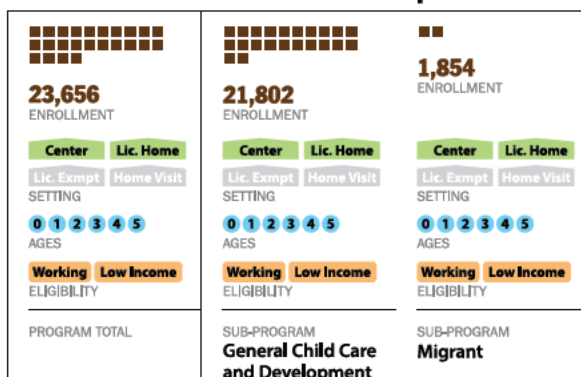 23,656
ENROLLMENT
Center Lic. Home
Lic. Exmpt Home Visit
SETTING
0 1 2 3 4 5
AGES
Working Low Income
ELIGIBILITY
PROGRAM TOTAL
21,802
ENROLLMENT
Center Lic. Home
Lic. Exmpt Home Visit
SETTING
0 1 2 3 4 5
AGES
Working Low Income
ELIGIBILITY
SUB-PROGRAM
General Child Care
and Development
1,854
ENROLLMENT
Center Lic. Home
Lic. Exmpt Home Visit
SETTING
0 1 2 3 4 5
AGES
Working Low Income
ELIGIBILITY
SUB-PROGRAM
Migrant